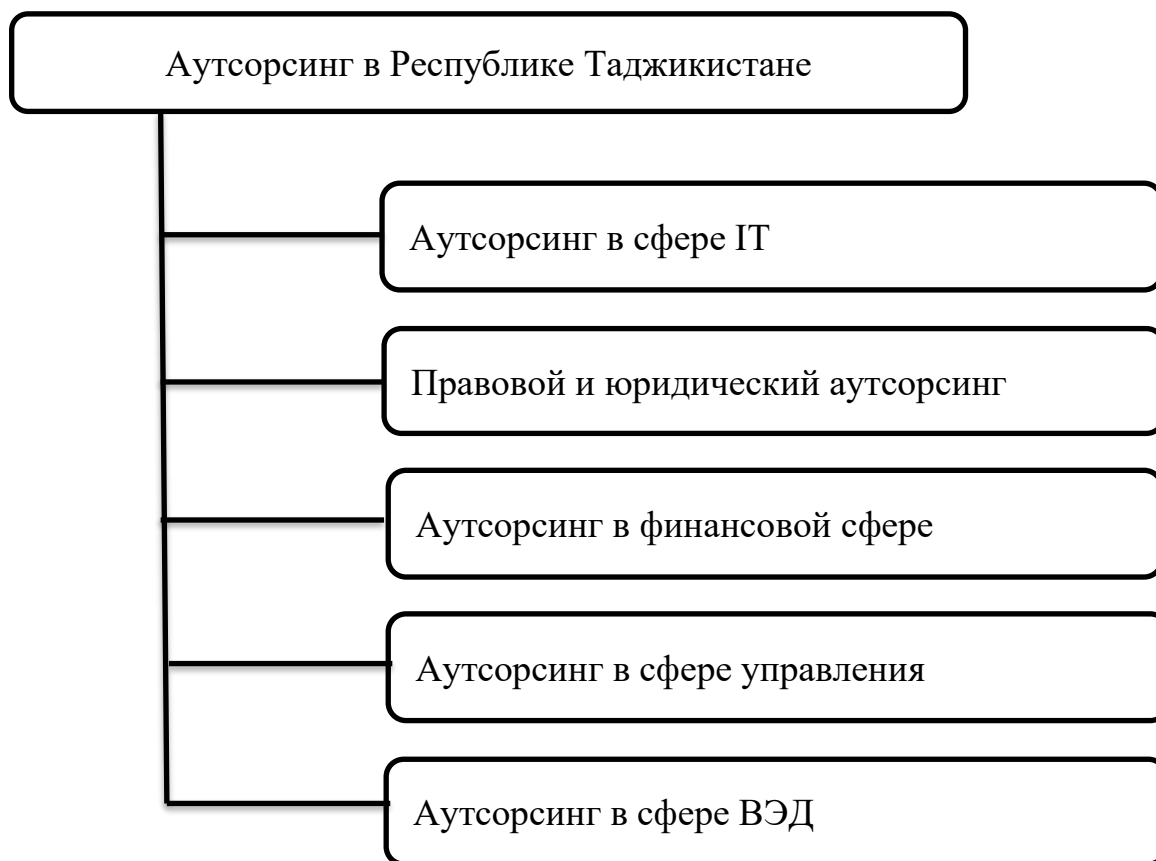 Аутсорсинг в Республике Таджикистане
Аутсорсинг в сфере IT
Правовой и юридический аутсорсинг
Аутсорсинг в финансовой сфере
Аутсорсинг в сфере управления
Аутсорсинг в сфере ВЭД